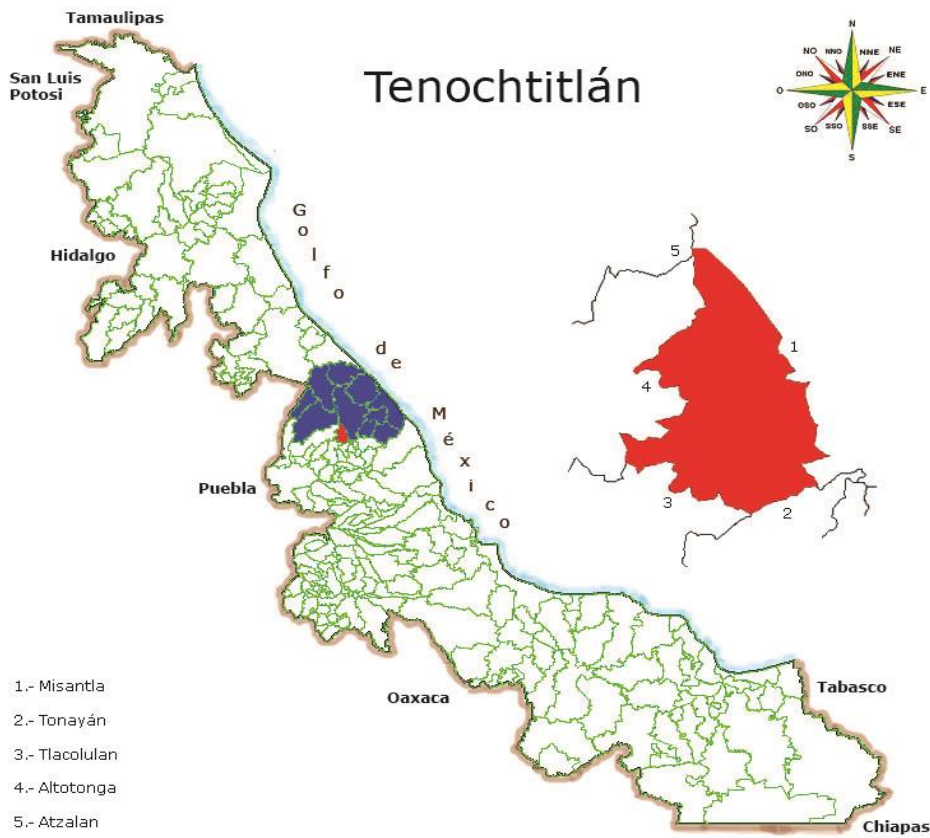 Tamaulipas
San Luis
Potosi
Tenochtitlán
N
NNO
NNE
NO
NE
ONO
ENE
O
E
OSO
ESE
SO
SSO
SSE
SE
S
Golfo
de
México
Hidalgo
5
1
4
3
2
Puebla
Oaxaca
Tabasco
Chiapas
1.- Misantla
2.- Tonayán
3.- Tlacolulan
4.- Altotonga
5.- Atzalan